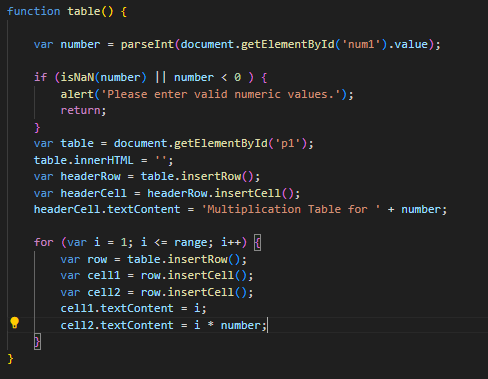 function table() {
var number = parseInt(document.getElementById('num1').value);
if (isNaN(number) || number < 0 ) {
alert('Please enter valid numeric values.');
return;
}
var table = document.getElementById('p1');
table.innerHTML = '';
var headerRow = table.insertRow();
var headerCell = headerRow.insertCell();
headerCell.textContent = 'Multiplication Table for ' + number;
for (var i = 1; i <= range; i++) {
var row = table.insertRow();
var cell1 = row.insertCell();
var cell2 = row.insertCell();
cell1.textContent = i;
cell2.textContent = i * number;
}
}